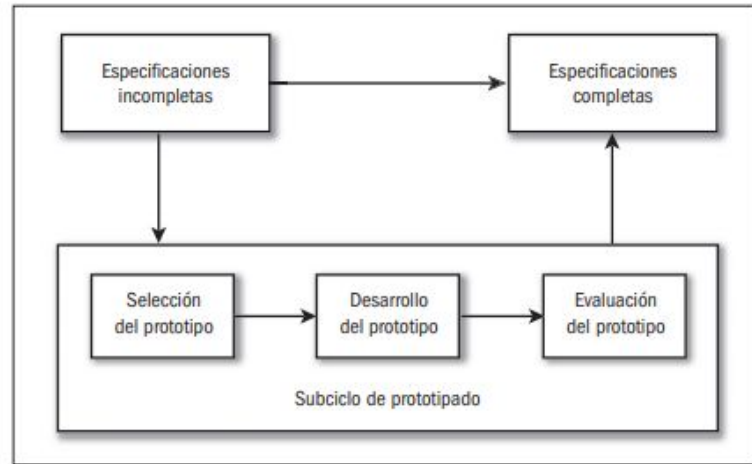 Especificaciones
incompletas
Especificaciones
completas
Selección
del prototipo
Desarrollo
del prototipo
Evaluación
del prototipo
Subciclo de prototipado